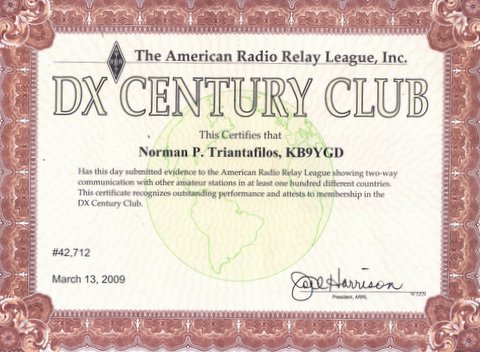 The American Radio Relay League, Inc.
DX CENTURY CLUB
This Certifies that
Norman P. Triantafilos, KB9YGD
Has this day submitted evidence to the American Radio Relay League showing two-way
communication with other amateur stations in at least one hundred different countries.
This certificate recognizes outstanding performance and attests to membership in the
DX Century Club.
#42,712
March 13, 2009
Joel Harrison
President, ARRL
W5ZN